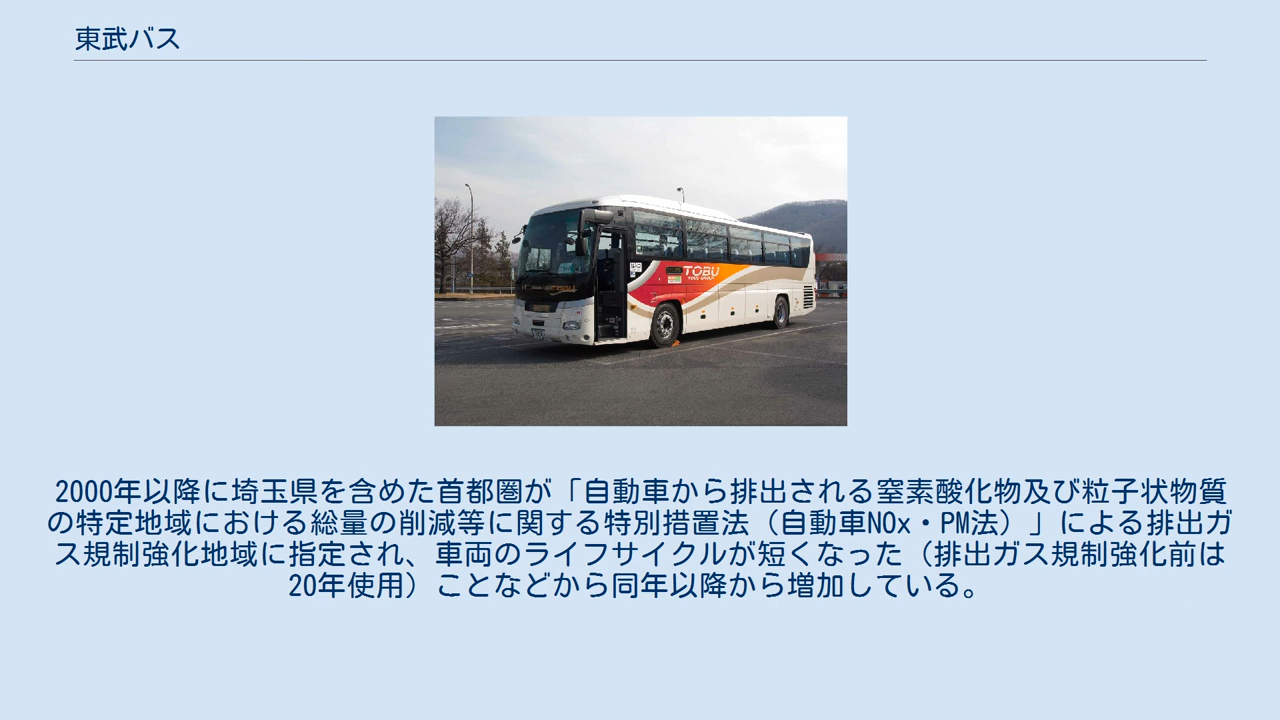 東武バス
TOBU
2000年以降に埼玉県を含めた首都圏が「自動車から排出される窒素酸化物及び粒子状物質
の特定地域における総量の削減等に関する特別措置法（自動車NOx・PM法）」による排出ガ
ス規制強化地域に指定され、車両のライフサイクルが短くなった（排出ガス規制強化前は
20年使用）ことなどから同年以降から増加している。